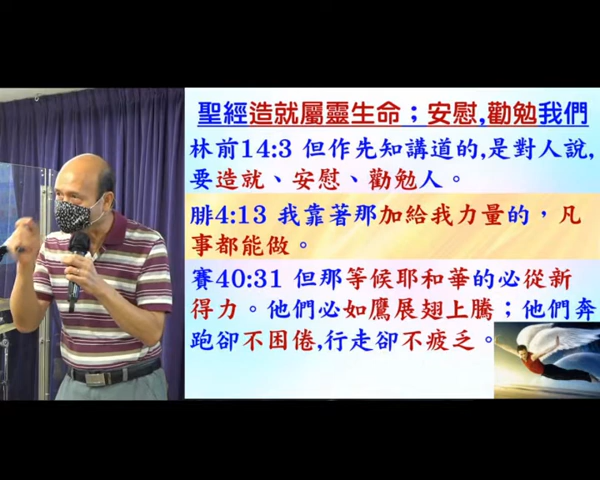 聖經造就屬靈生命；安慰,勸勉我們
林前14:3 但作先知講道的,是對人說,
要造就、安慰、勸勉人。
腓4:13 我靠著那加給我力量的，凡
事都能做。
賽40:31 但那等候耶和華的必從新
得力。他們必如鷹展翅上騰；他們奔
跑卻不困倦,行走卻不疲乏。